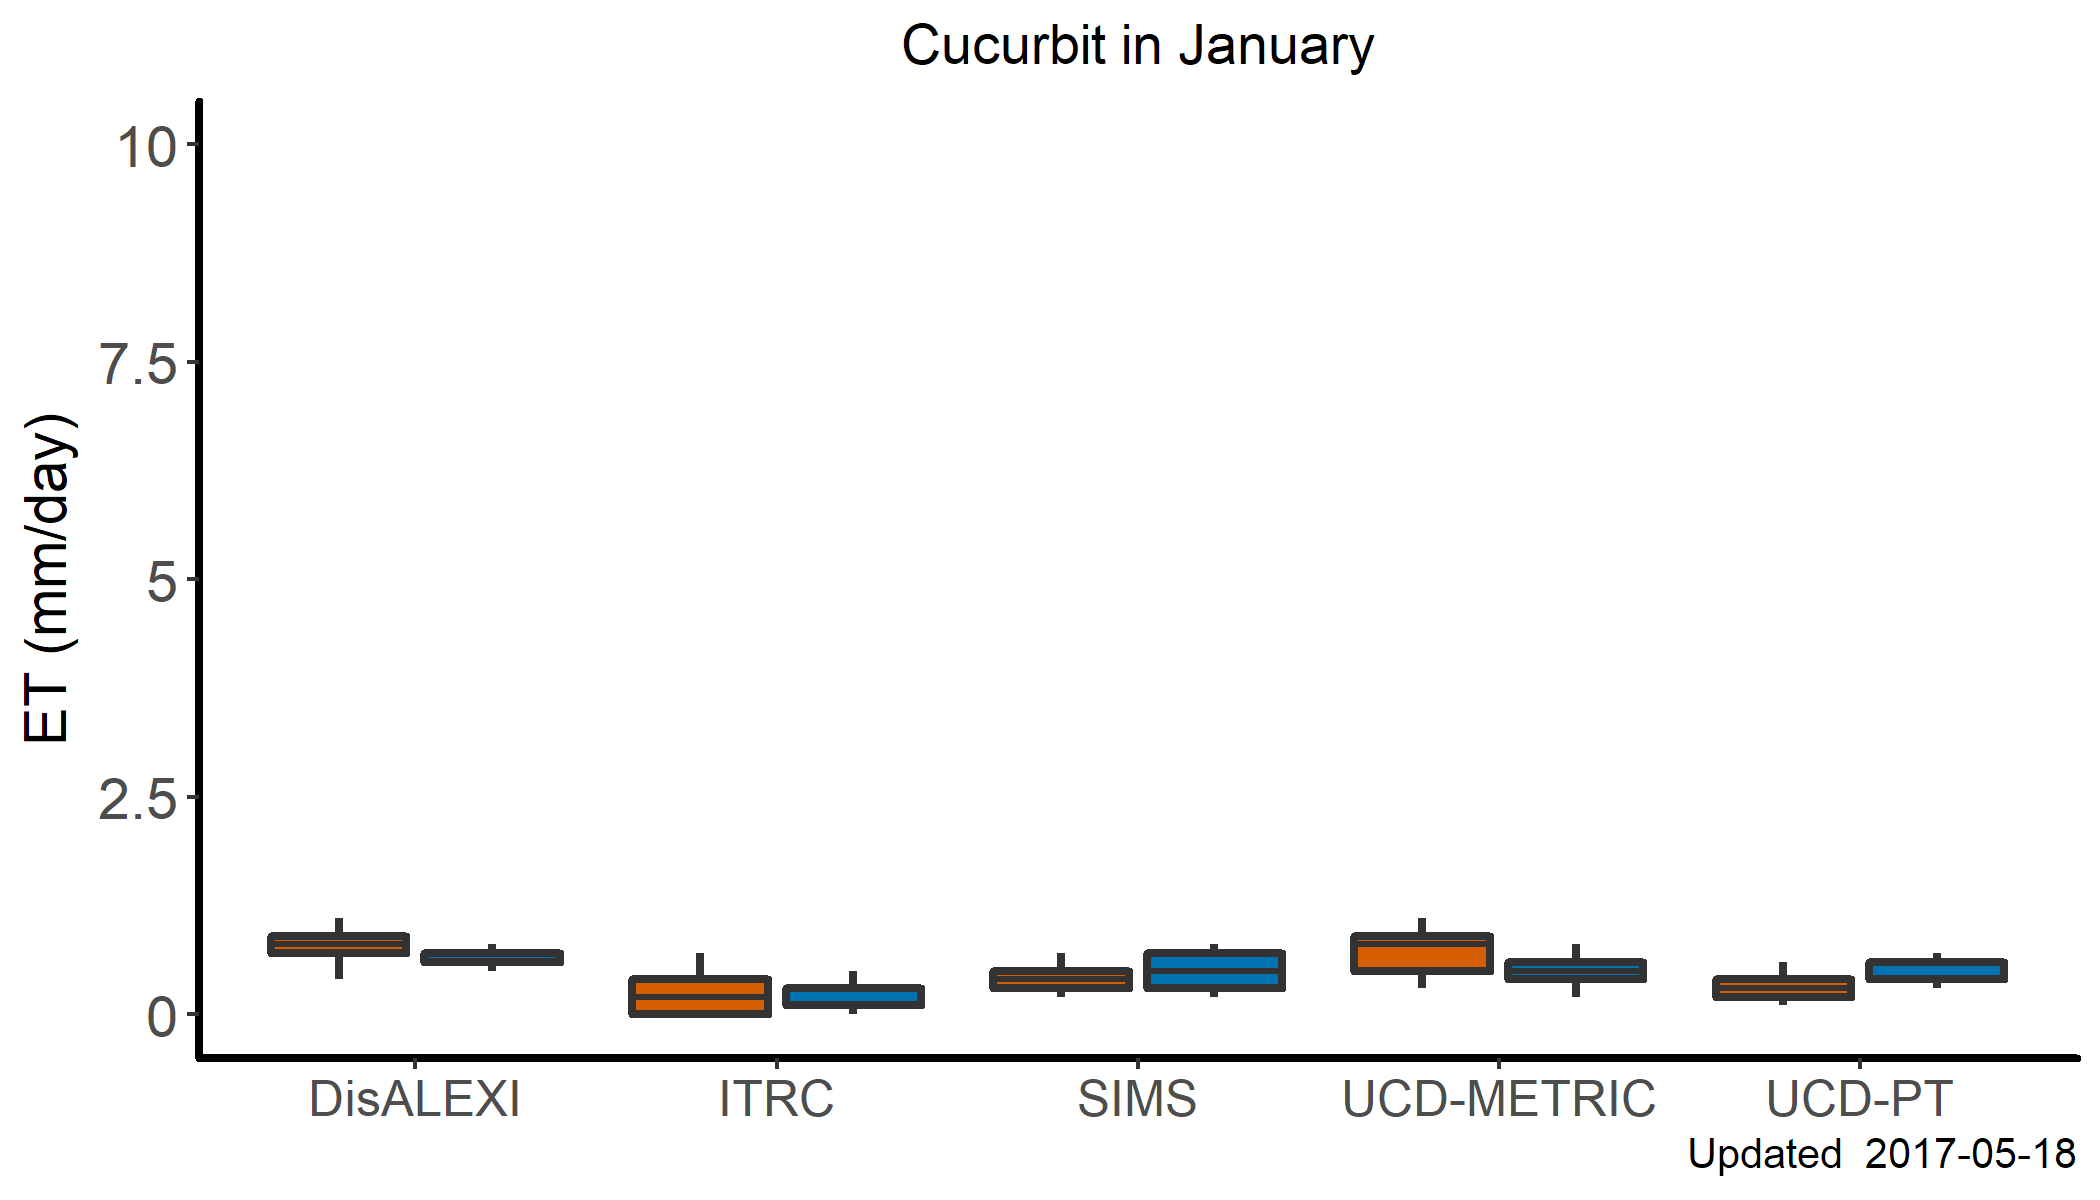 Cucurbit in January
10
7.5
5
2.5
0
ET (mm/day)
DisALEXI ITRC SIMS UCD-METRIC UCD-PT
Updated 2017-05-18